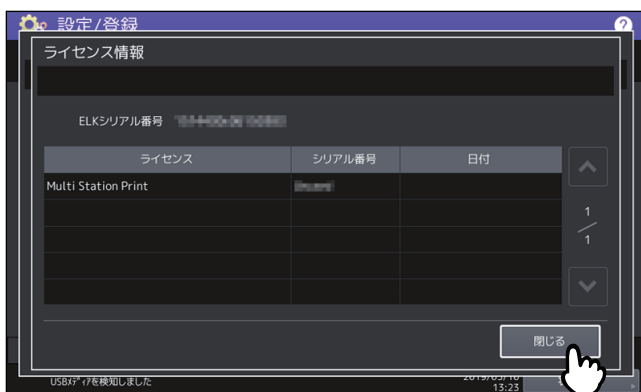 設定/登録
?
ライセンス情報
ELKシリアル番号
ライセンス シリアル番号 日付
Multi Station Print
1
1
閉じる
USBﾒﾃﾞｨｱを検知しました
13:23